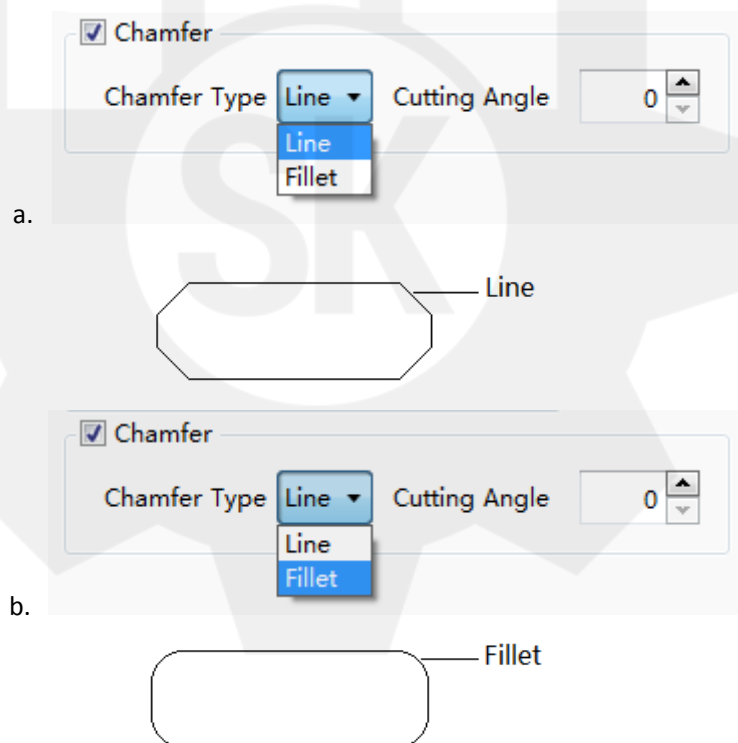 Chamfer
Chamfer Type Line Cutting Angle 0
Line
Fillet
a.
Line
Chamfer
Chamfer Type Line Cutting Angle 0
Line
Fillet
b.
Fillet
SK